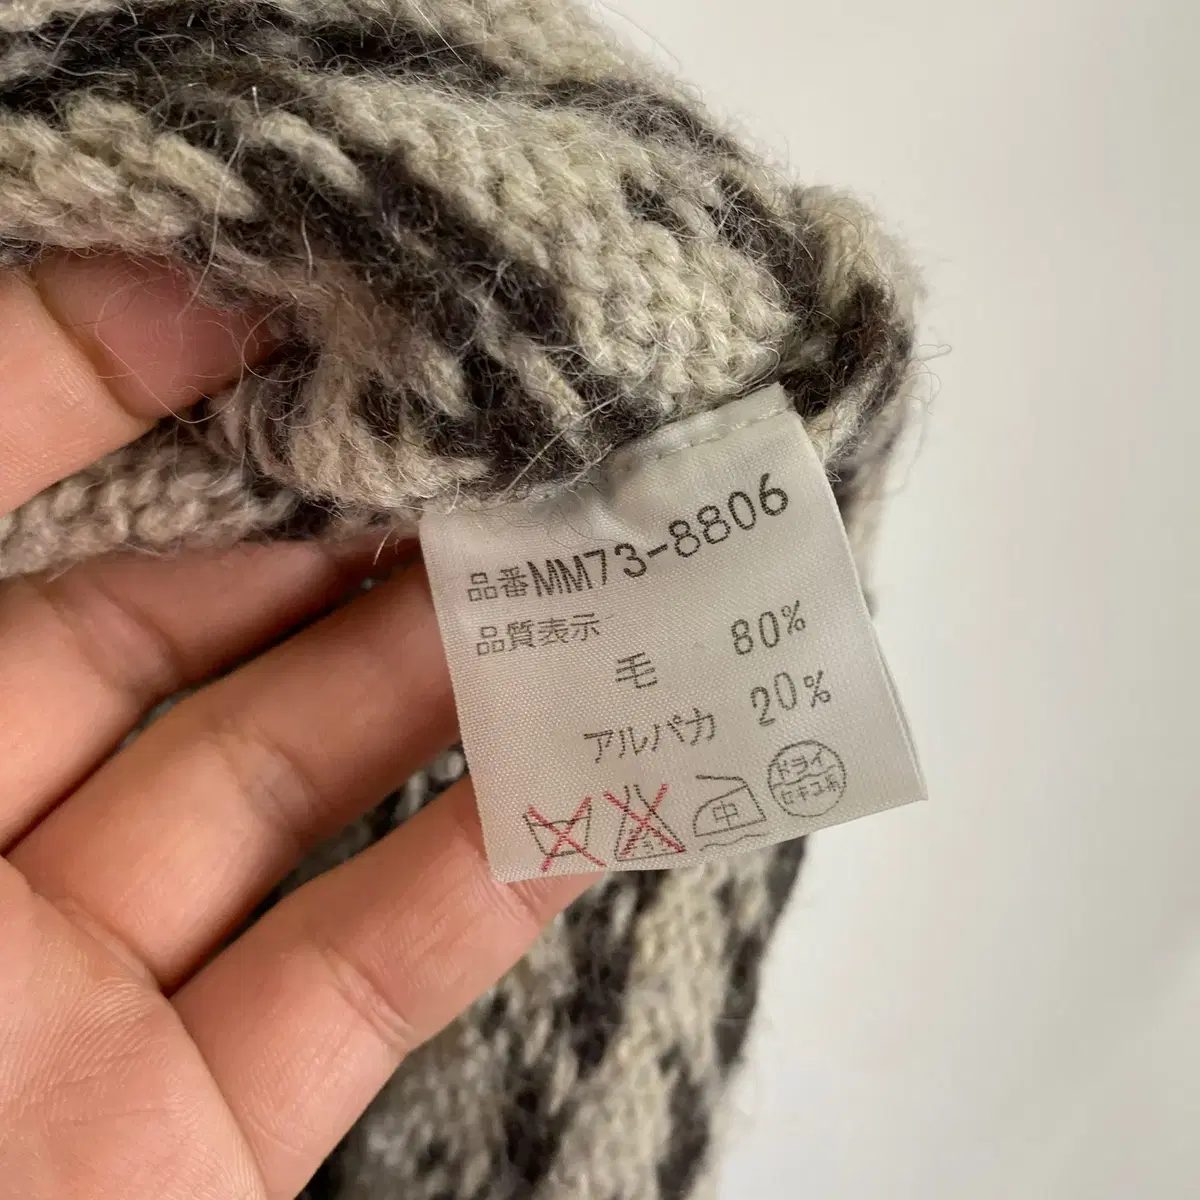 品番MM73-8806
品質表示
毛 80%
アルパカ 20%
中
ドライ
セキユ系